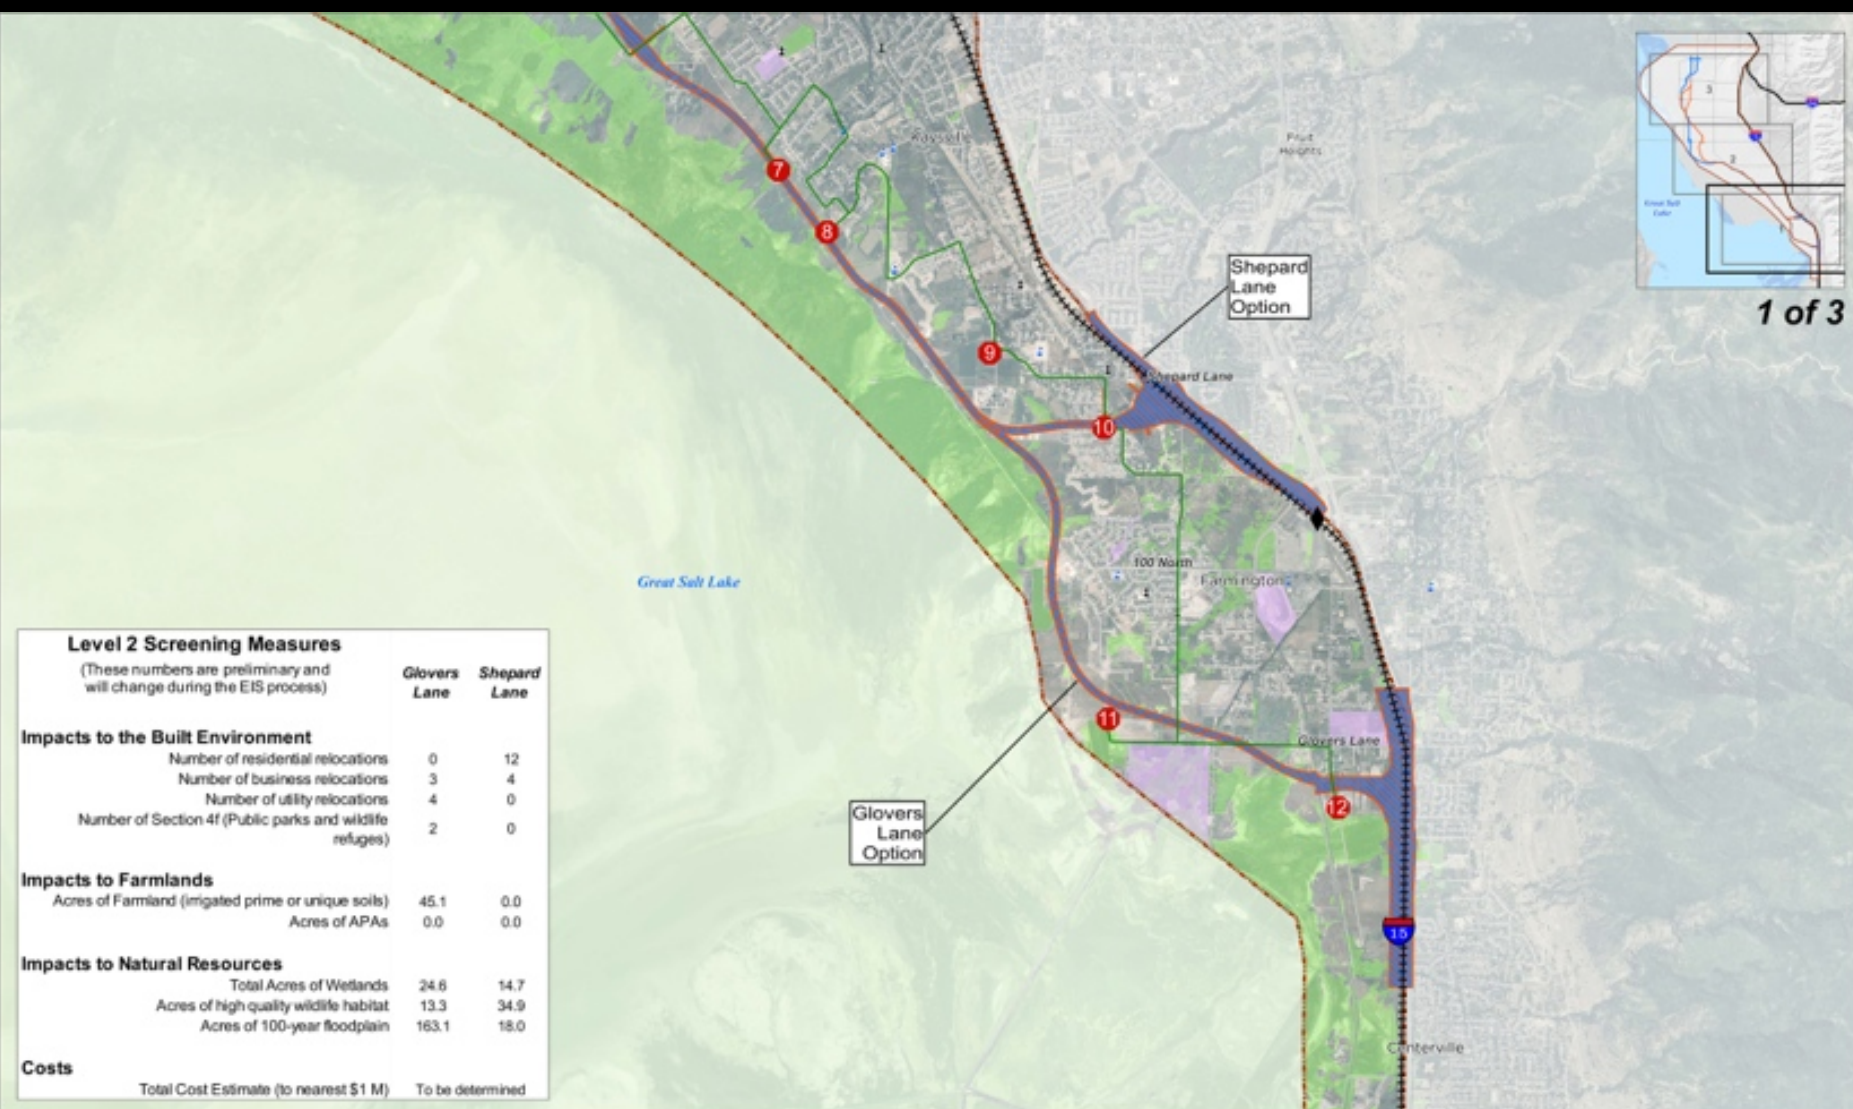 Kaysville
Fruit
Heights
3
2
1
Great Salt
Lake
1 of 3
7
8
Shepard
Lane
Option
9
Shepard Lane
10
100 North
Farmington
Great Salt Lake
11
Glovers Lane
12
Glovers
Lane
Option
15
Centerville
Level 2 Screening Measures
(These numbers are preliminary and
will change during the EIS process)
Glovers Shepard
Lane Lane
Impacts to the Built Environment
Number of residential relocations 0 12
Number of business relocations 3 4
Number of utility relocations 4 0
Number of Section 4f (Public parks and wildlife
refuges) 2 0
Impacts to Farmlands
Acres of Farmland (irrigated prime or unique soils) 45.1 0.0
Acres of APAs 0.0 0.0
Impacts to Natural Resources
Total Acres of Wetlands 24.6 14.7
Acres of high quality wildlife habitat 13.3 34.9
Acres of 100-year floodplain 163.1 18.0
Costs
Total Cost Estimate (to nearest $1 M) To be determined